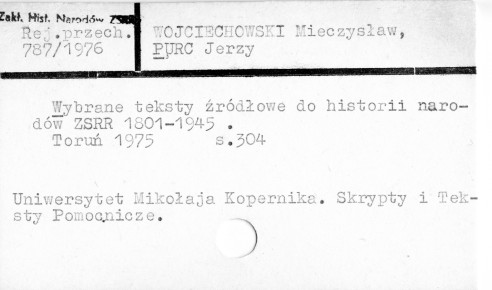 Zakł. Hist. Narodów ZSRR
Rej.przech. WOJCIECHOWSKI Mieczysław,
787/1976 PURC Jerzy
Wybrane teksty źródłowe do historii naro-
dów ZSRR 1801-1945 .
Toruń 1975 s.304
Uniwersytet Mikołaja Kopernika. Skrypty i Tek-
sty Pomocnicze.